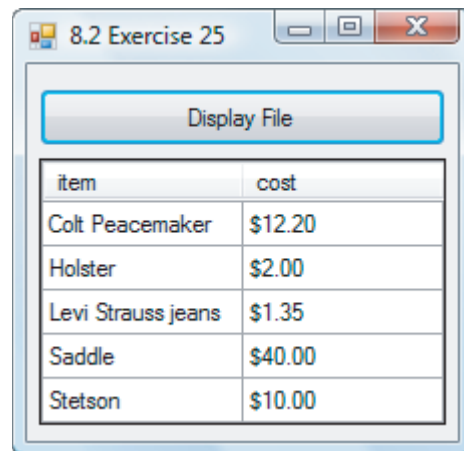 8.2 Exercise 25
Display File
item cost
Colt Peacemaker $12.20
Holster $2.00
Levi Strauss jeans $1.35
Saddle $40.00
Stetson $10.00